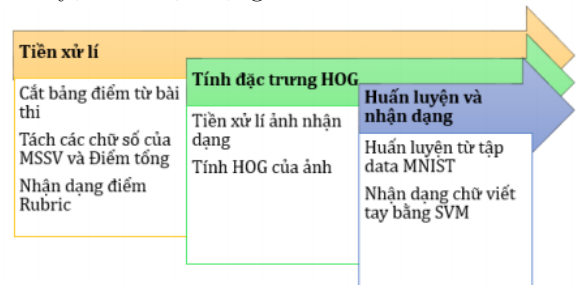 Tiền xử lí
Cắt bảng điểm từ bài
thi
Tách các chữ số của
MSSV và Điểm tổng
Nhận dạng điểm
Rubric
Tính đặc trưng HOG
Tiền xử lí ảnh nhận
dạng
Tính HOG của ảnh
Huấn luyện và
nhận dạng
Huấn luyện từ tập
data MNIST
Nhận dạng chữ viết
tay bằng SVM